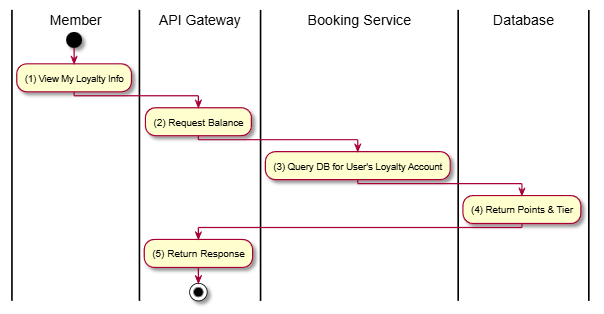 Member API Gateway Booking Service Database
(1) View My Loyalty Info
(2) Request Balance
(3) Query DB for User's Loyalty Account
(4) Return Points & Tier
(5) Return Response